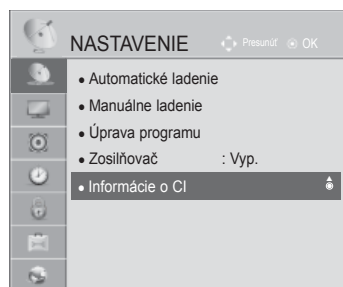 NASTAVENIE
Presunúť OK
• Automatické ladenie
• Manuálne ladenie
• Úprava programu
• Zosilňovač : Vyp.
• Informácie o CI